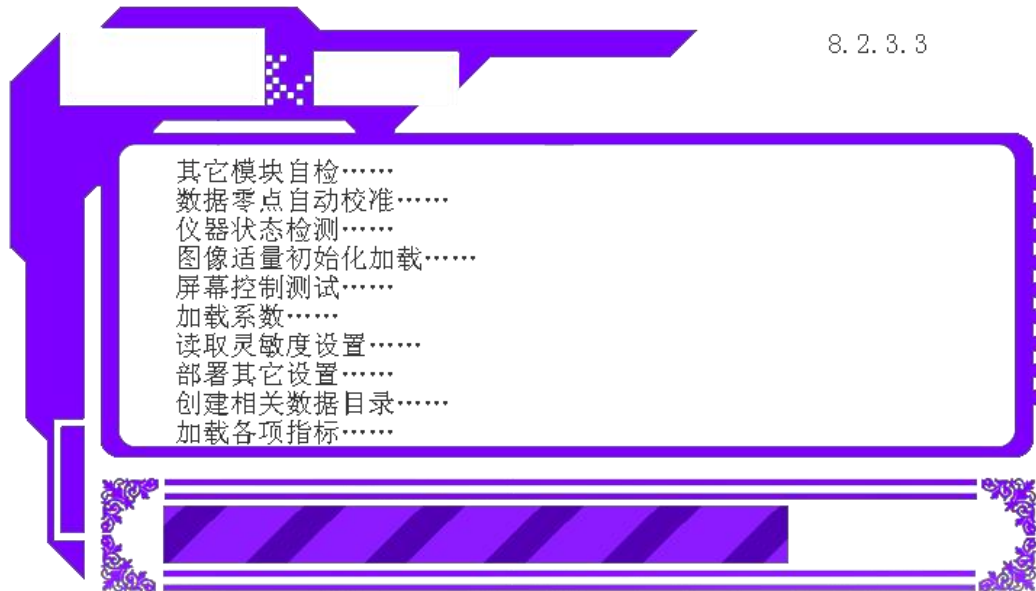 8.2.3.3
其它模块自检……
数据零点自动校准……
仪器状态检测……
图像适量初始化加载……
屏幕控制测试……
加载系数……
读取灵敏度设置……
部署其它设置……
创建相关数据目录……
加载各项指标……